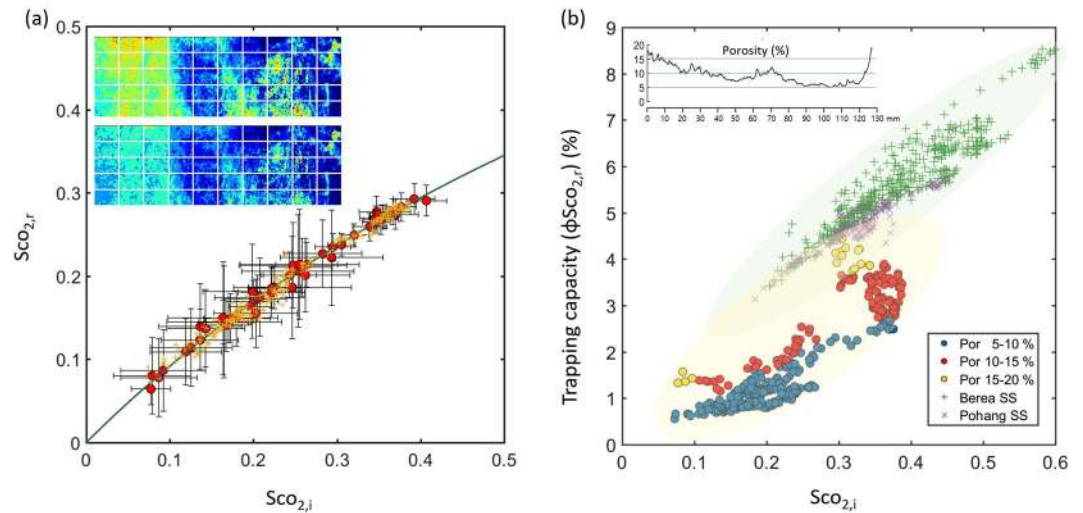 (a)
0.5
0.4
0.3
0.2
0.1
0
Sco2,r
0 0.1 0.2 0.3 0.4 0.5
Sco2,i
(b)
9
8
7
6
5
4
3
2
1
0
Trapping capacity (ϕSco2,r) (%)
Porosity (%)
20
15
10
5
0
0 10 20 30 40 50 60 70 80 90 100 110 120 130 mm
Por 5-10 %
Por 10-15 %
Por 15-20 %
Berea SS
Pohang SS
0 0.1 0.2 0.3 0.4 0.5 0.6
Sco2,i